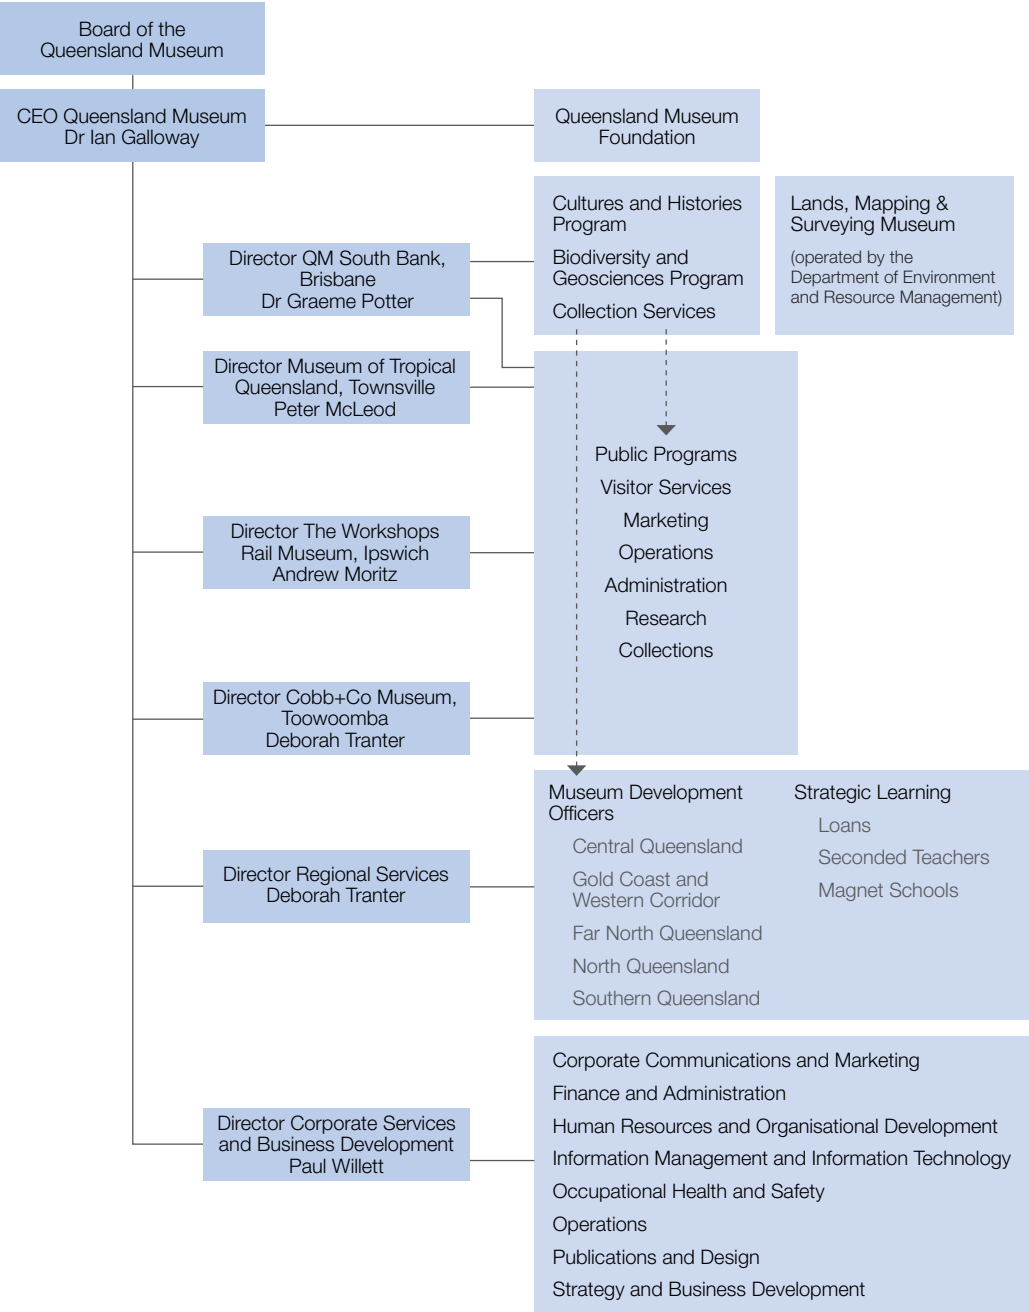 Board of the
Queensland Museum
CEO Queensland Museum
Dr Ian Galloway
Queensland Museum
Foundation
Cultures and Histories
Program
Biodiversity and
Geosciences Program
Collection Services
Lands, Mapping &
Surveying Museum
(operated by the
Department of Environment
and Resource Management)
Director QM South Bank,
Brisbane
Dr Graeme Potter
Director Museum of Tropical
Queensland, Townsville
Peter McLeod
Public Programs
Visitor Services
Marketing
Operations
Administration
Research
Collections
Director The Workshops
Rail Museum, Ipswich
Andrew Moritz
Director Cobb+Co Museum,
Toowoomba
Deborah Tranter
Director Regional Services
Deborah Tranter
Museum Development
Officers
Central Queensland
Gold Coast and
Western Corridor
Far North Queensland
North Queensland
Southern Queensland
Strategic Learning
Loans
Seconded Teachers
Magnet Schools
Director Corporate Services
and Business Development
Paul Willett
Corporate Communications and Marketing
Finance and Administration
Human Resources and Organisational Development
Information Management and Information Technology
Occupational Health and Safety
Operations
Publications and Design
Strategy and Business Development